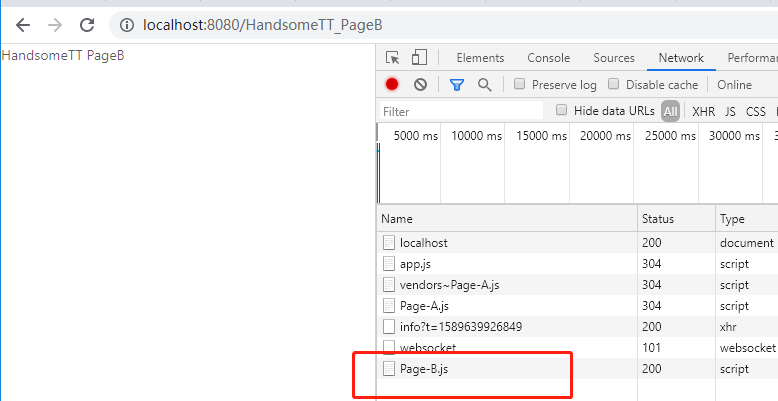 localhost:8080/HandsomeTT_PageB
HandsomeTT PageB
Elements Console Sources Network Performa
Preserve log Disable cache Online
Filter Hide data URLs All XHR JS CSS
5000 ms 10000 ms 15000 ms 20000 ms 25000 ms 30000 ms
Name Status Type
localhost 200 document
app.js 304 script
vendors~Page-A.js 304 script
Page-A.js 304 script
info?t=1589639926849 200 xhr
websocket 101 websocket
Page-B.js 200 script